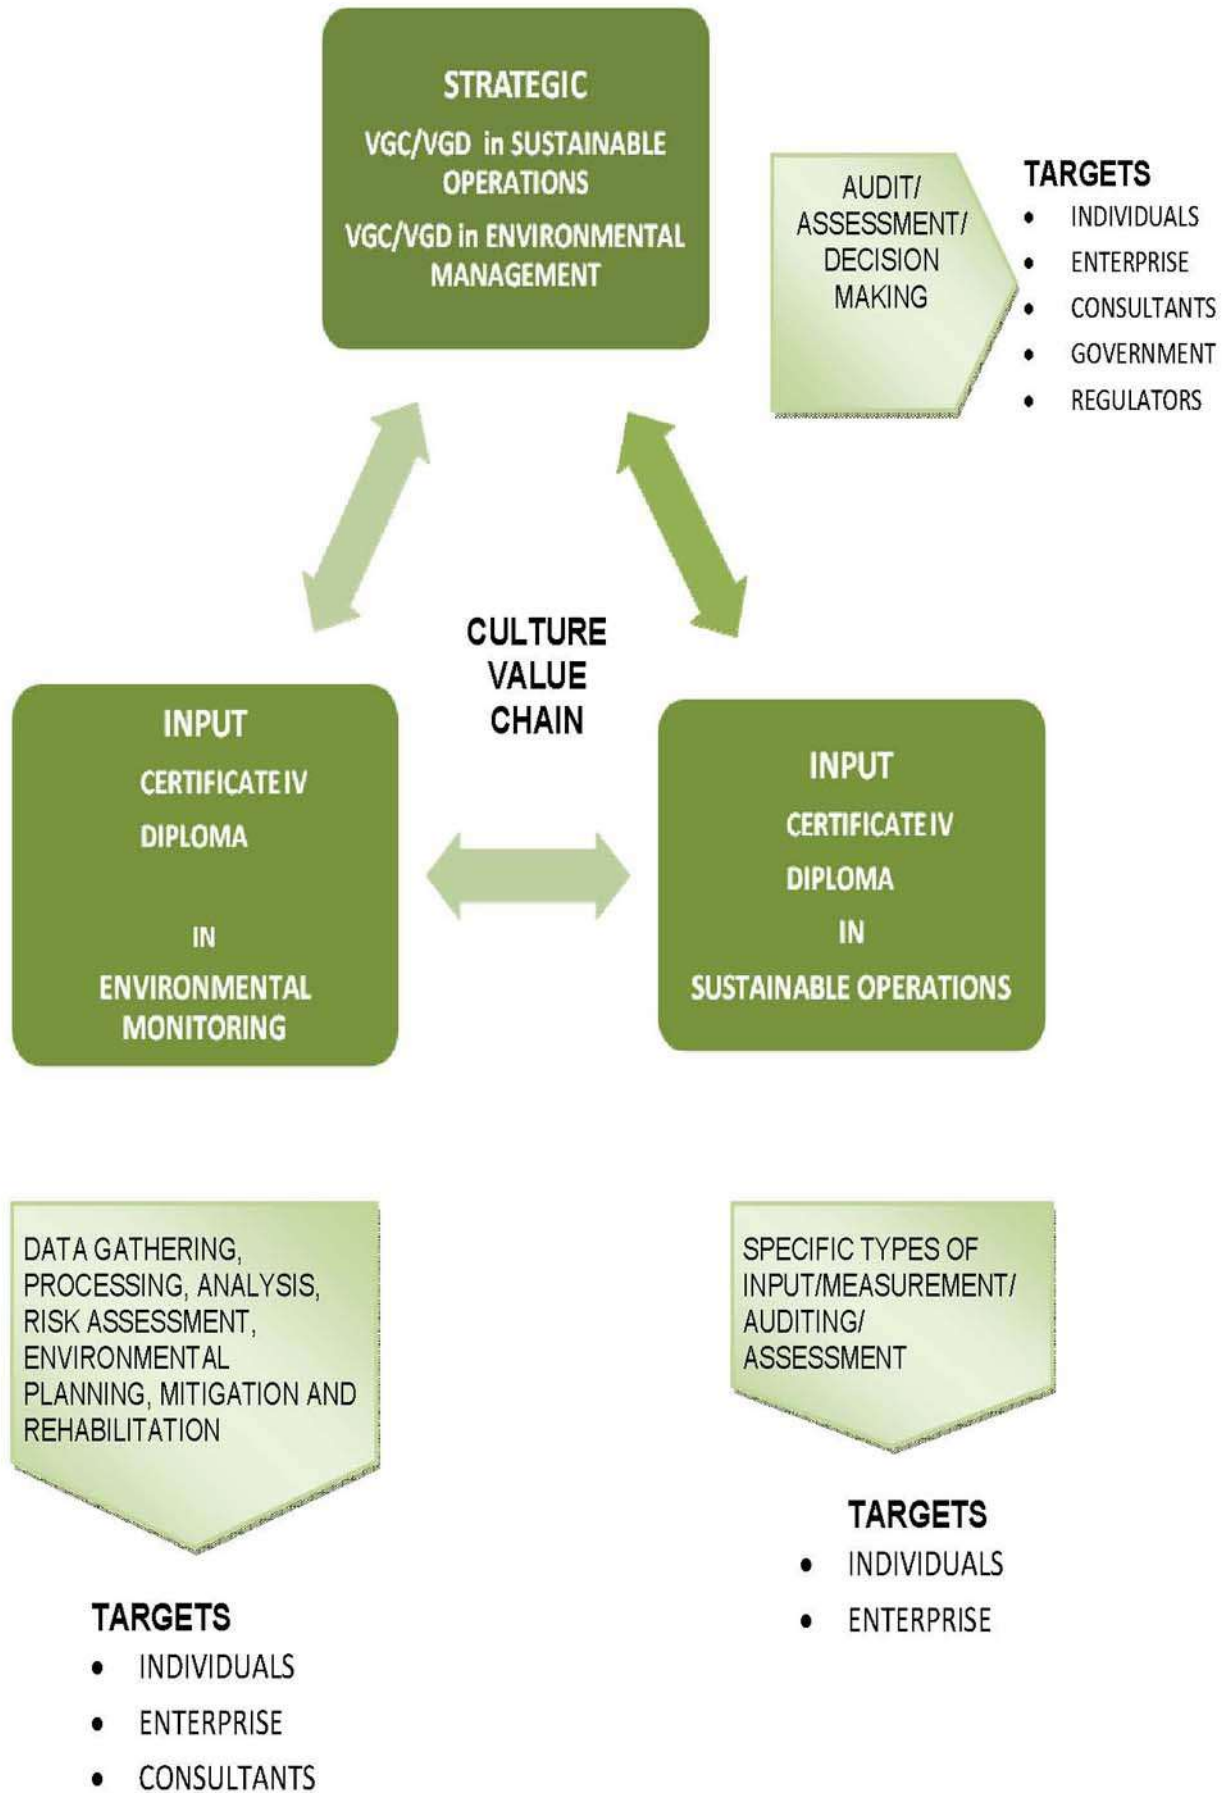 STRATEGIC
VGC/VGD in SUSTAINABLE
OPERATIONS
VGC/VGD in ENVIRONMENTAL
MANAGEMENT
AUDIT/
ASSESSMENT/
DECISION
MAKING
TARGETS
• INDIVIDUALS
• ENTERPRISE
• CONSULTANTS
• GOVERNMENT
• REGULATORS
CULTURE
VALUE
CHAIN
INPUT
CERTIFICATE IV
DIPLOMA
IN
ENVIRONMENTAL
MONITORING
INPUT
CERTIFICATE IV
DIPLOMA
IN
SUSTAINABLE OPERATIONS
DATA GATHERING,
PROCESSING, ANALYSIS,
RISK ASSESSMENT,
ENVIRONMENTAL
PLANNING, MITIGATION AND
REHABILITATION
TARGETS
• INDIVIDUALS
• ENTERPRISE
• CONSULTANTS
SPECIFIC TYPES OF
INPUT/MEASUREMENT/
AUDITING/
ASSESSMENT
TARGETS
• INDIVIDUALS
• ENTERPRISE